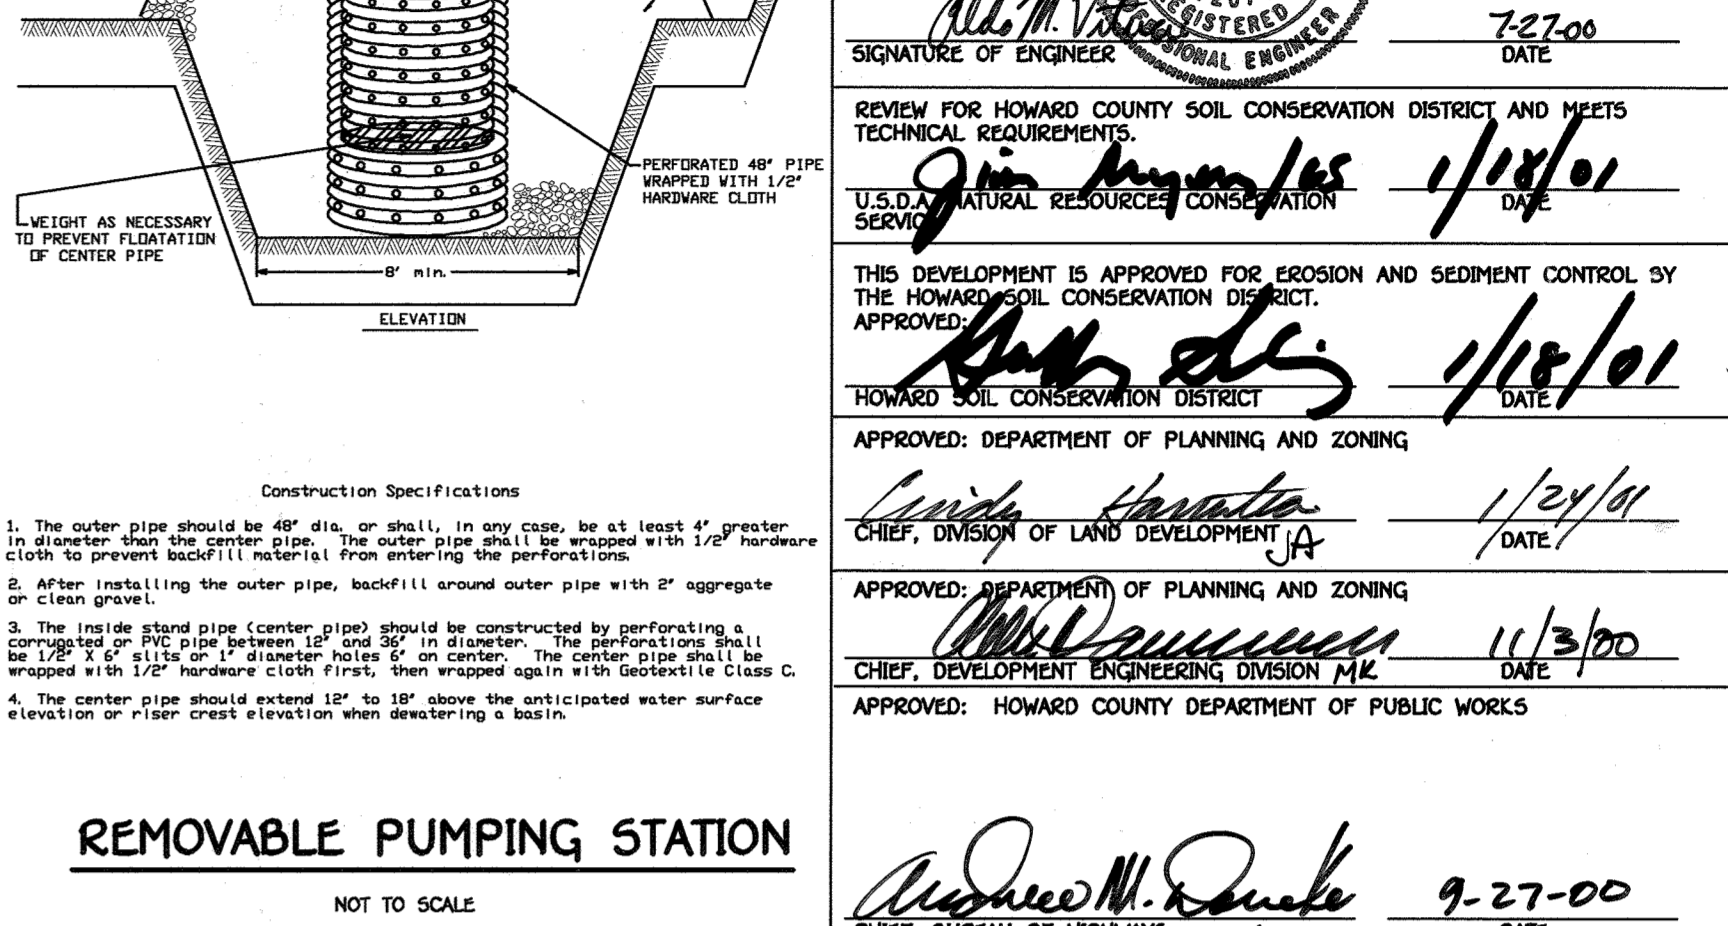 PERFORATED 48" PIPE
WRAPPED WITH 1/2"
HARDWARE CLOTH
WEIGHT AS NECESSARY
TO PREVENT FLOATATION
OF CENTER PIPE
8' min.
ELEVATION
Construction Specifications
1. The outer pipe should be 48" dia. or shall, in any case, be at least 4" greater
in diameter than the center pipe. The outer pipe shall be wrapped with 1/2" hardware
cloth to prevent backfill material from entering the perforations.
2. After installing the outer pipe, backfill around outer pipe with 2" aggregate
or clean gravel.
3. The inside stand pipe (center pipe) should be constructed by perforating a
corrugated or PVC pipe between 12" and 36" in diameter. The perforations shall
be 1/2" X 6" slits or 1" diameter holes 6" on center. The center pipe shall be
wrapped with 1/2" hardware cloth first, then wrapped again with Geotextile Class C.
4. The center pipe should extend 12" to 18" above the anticipated water surface
elevation or riser crest elevation when dewatering a basin.
REMOVABLE PUMPING STATION
NOT TO SCALE
REGISTERED
ENGINEER
Aldo M. 7-27-00
SIGNATURE OF ENGINEER DATE
REVIEW FOR HOWARD COUNTY SOIL CONSERVATION DISTRICT AND MEETS
TECHNICAL REQUIREMENTS.
Jim 1/18/01
U.S.D.A. NATURAL RESOURCES CONSERVATION DATE
SERVICE
THIS DEVELOPMENT IS APPROVED FOR EROSION AND SEDIMENT CONTROL BY
THE HOWARD SOIL CONSERVATION DISTRICT.
APPROVED:
1/18/01
HOWARD SOIL CONSERVATION DISTRICT DATE
APPROVED: DEPARTMENT OF PLANNING AND ZONING
Cindy 1/24/01
CHIEF, DIVISION OF LAND DEVELOPMENT JA DATE
APPROVED: DEPARTMENT OF PLANNING AND ZONING
11/3/00
CHIEF, DEVELOPMENT ENGINEERING DIVISION MK DATE
APPROVED: HOWARD COUNTY DEPARTMENT OF PUBLIC WORKS
Andrew M. 9-27-00